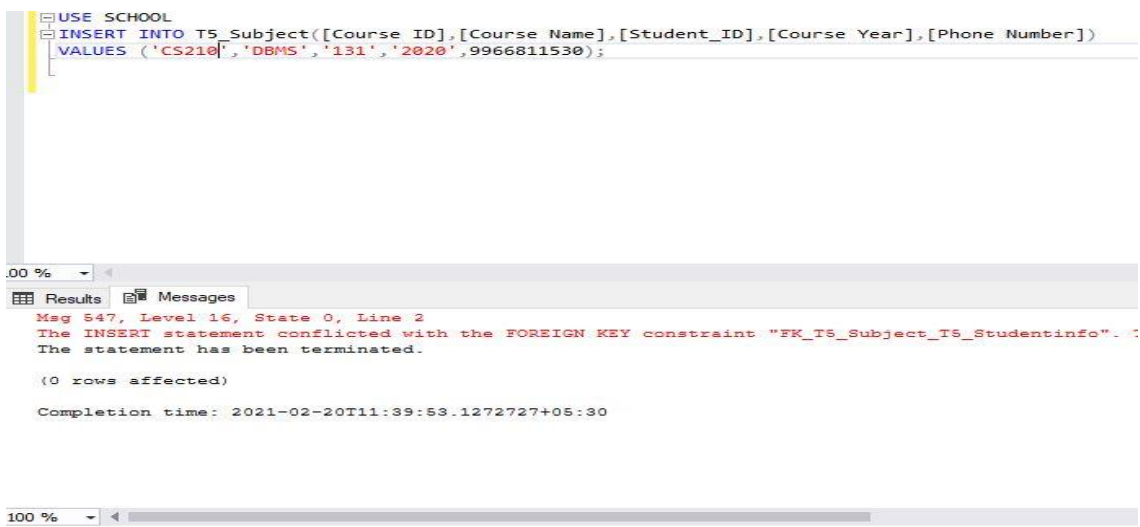 USE SCHOOL
INSERT INTO T5_Subject([Course ID],[Course Name],[Student_ID],[Course Year],[Phone Number])
VALUES ('CS210','DBMS','131','2020',9966811530);
.00 %
Results Messages
Msg 547, Level 16, State 0, Line 2
The INSERT statement conflicted with the FOREIGN KEY constraint "FK_T5_Subject_T5_Studentinfo".
The statement has been terminated.
(0 rows affected)
Completion time: 2021-02-20T11:39:53.1272727+05:30
100 %